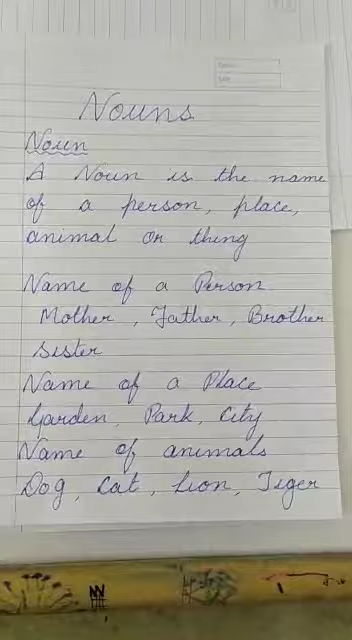 Nouns
Noun
A Noun is the name
of a person, place,
animal or thing
Name of a Person
Mother, Father, Brother
Sister
Name of a Place
Garden, Park, City
Name of animals
Dog, Cat, Lion, Tiger